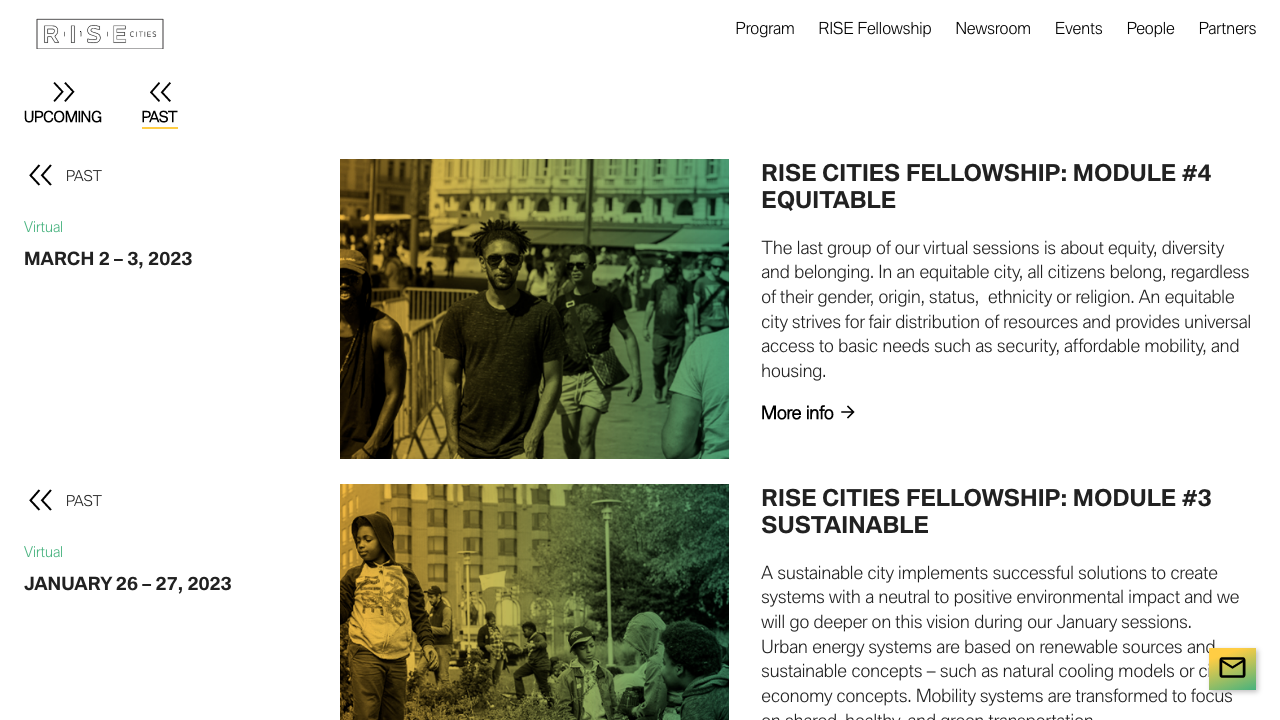 RISE CITIES
Program RISE Fellowship Newsroom Events People Partners
UPCOMING PAST
PAST
Virtual
MARCH 2 – 3, 2023
RISE CITIES FELLOWSHIP: MODULE #4
EQUITABLE
The last group of our virtual sessions is about equity, diversity
and belonging. In an equitable city, all citizens belong, regardless
of their gender, origin, status,  ethnicity or religion. An equitable
city strives for fair distribution of resources and provides universal
access to basic needs such as security, affordable mobility, and
housing.
More info
PAST
Virtual
JANUARY 26 – 27, 2023
RISE CITIES FELLOWSHIP: MODULE #3
SUSTAINABLE
A sustainable city implements successful solutions to create
systems with a neutral to positive environmental impact and we
will go deeper on this vision during our January sessions.
Urban energy systems are based on renewable sources and
sustainable concepts – such as natural cooling models or
economy concepts. Mobility systems are transformed to focus
on shared, healthy, and green transportation.